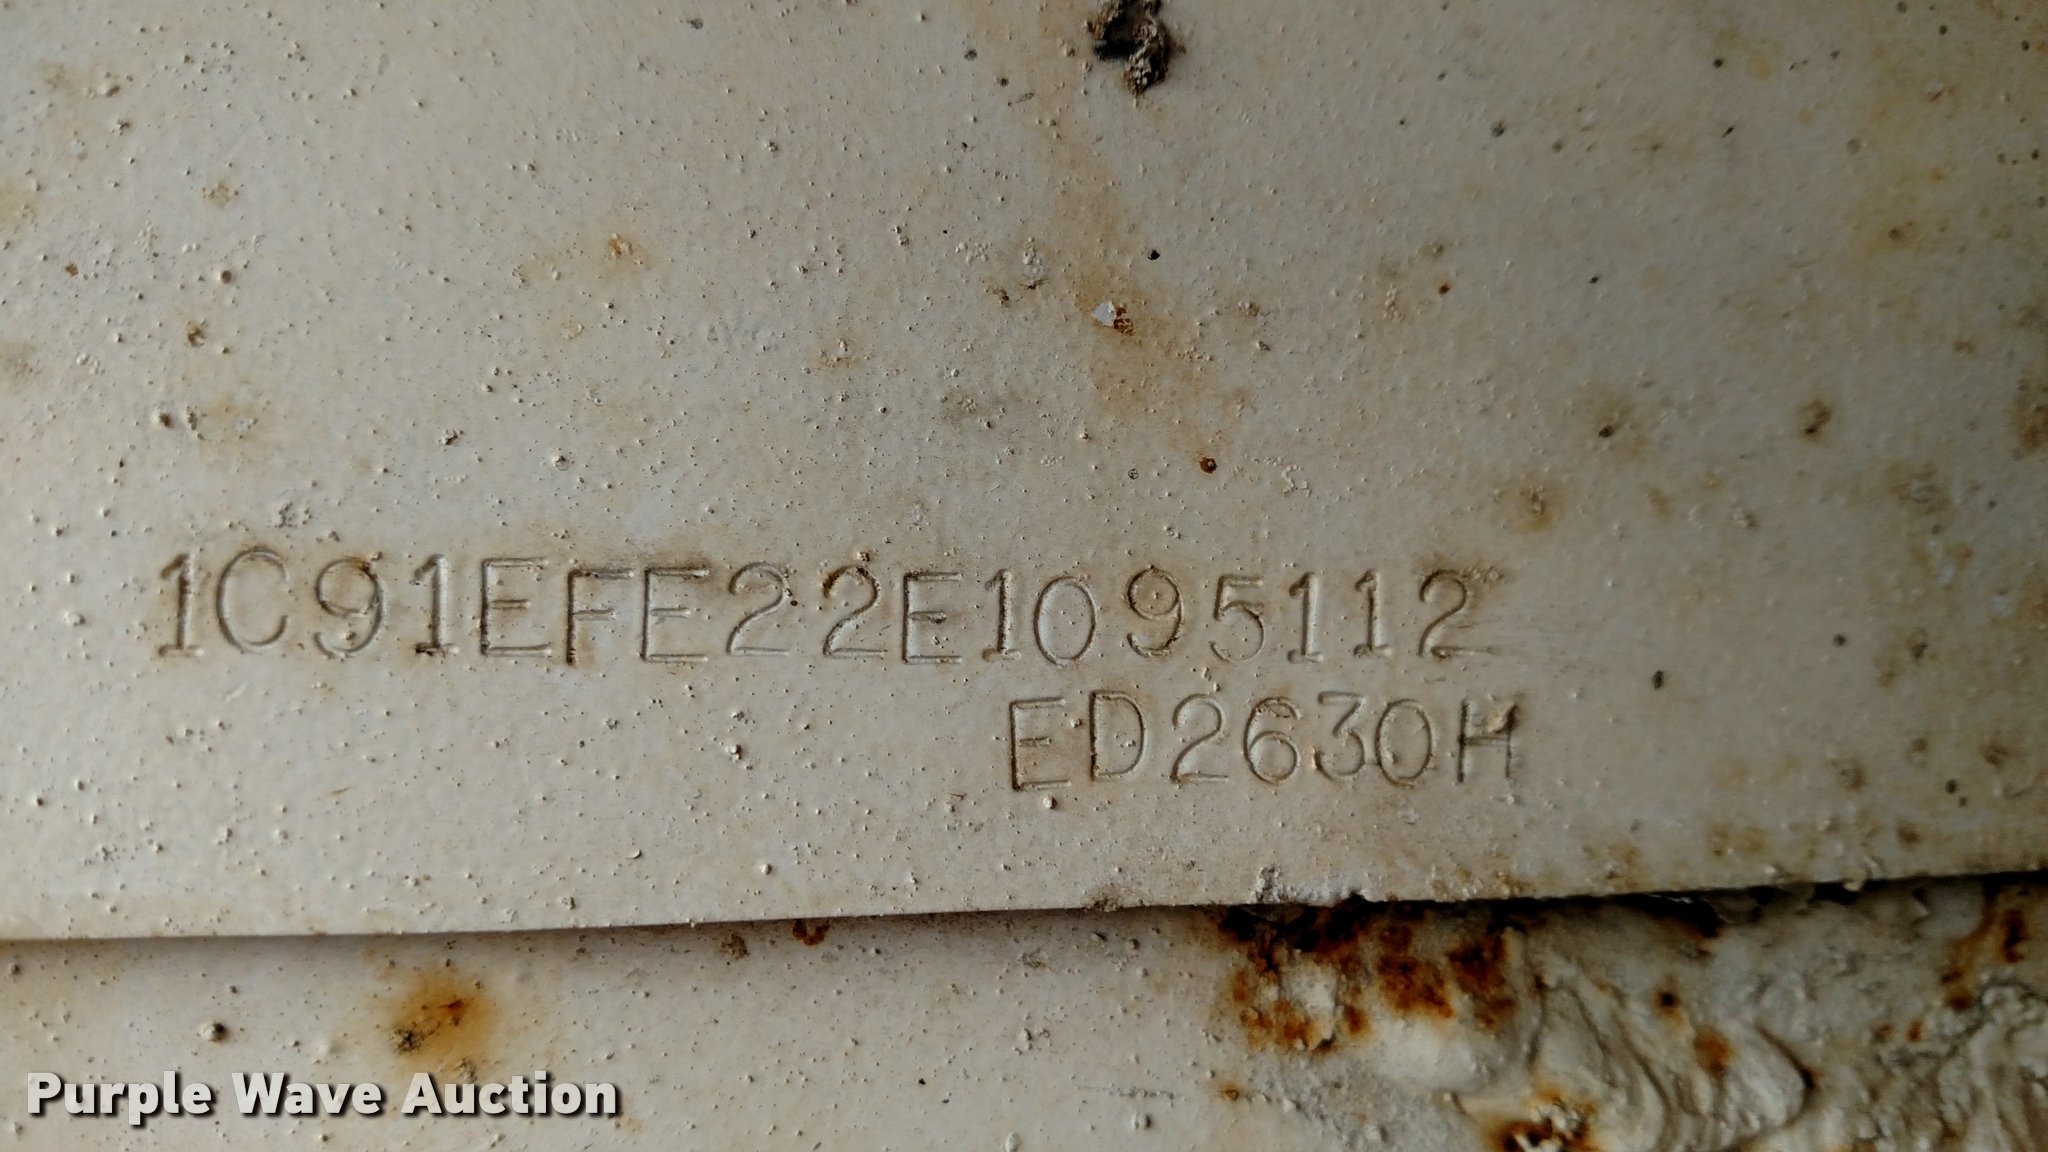 1C91EFE22E1095112
ED2630H
Purple Wave Auction